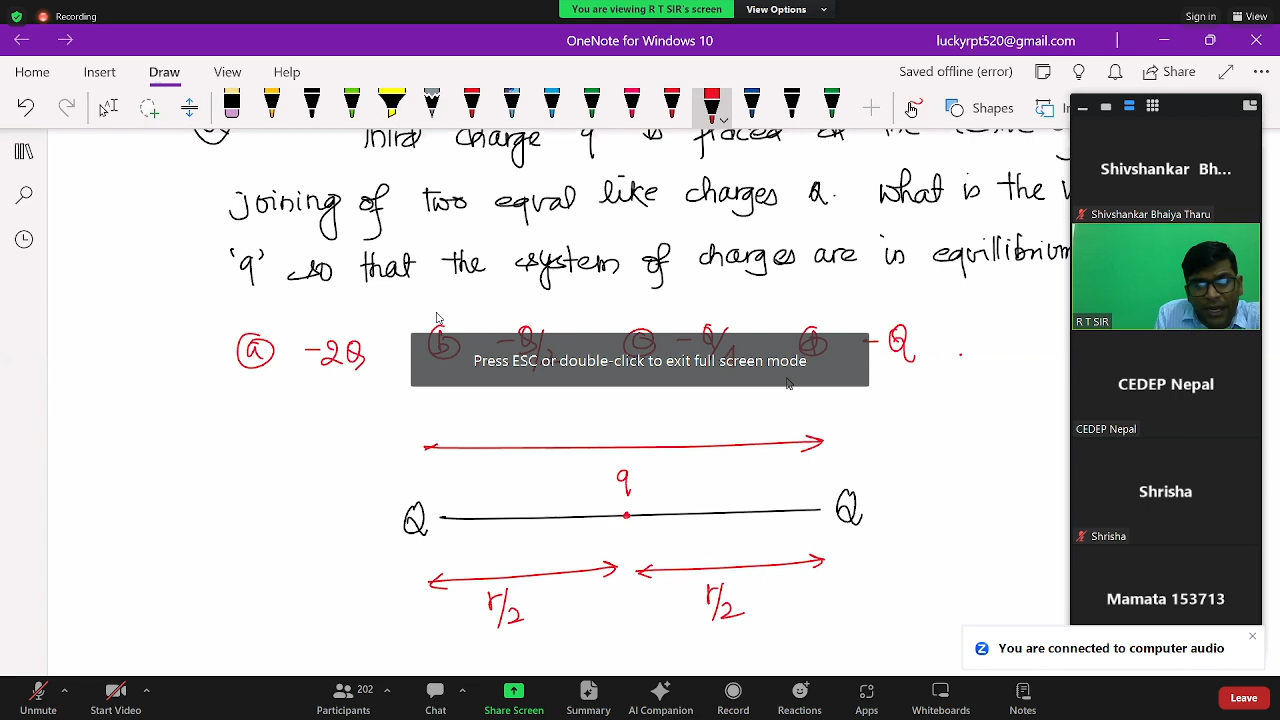 Recording
You are viewing R T SIR's screen
View Options
Sign in
View
OneNote for Windows 10
luckyrpt520@gmail.com
Home Insert Draw View Help
Saved offline (error)
Share
Shapes
In
Third charge q is placed
joining of two equal like charges Q. What is the
'q' so that the system of charges are in equillibrium
a -2Q b -Q/2 c d -Q
Press ESC or double-click to exit full screen mode
q
Q Q
r/2 r/2
Shivshankar Bh...
Shivshankar Bhaiya Tharu
R T SIR
CEDEP Nepal
CEDEP Nepal
Shrisha
Shrisha
Mamata 153713
You are connected to computer audio
Unmute Start Video Participants 202 Chat Share Screen Summary AI Companion Record Reactions Apps Whiteboards Notes Leave